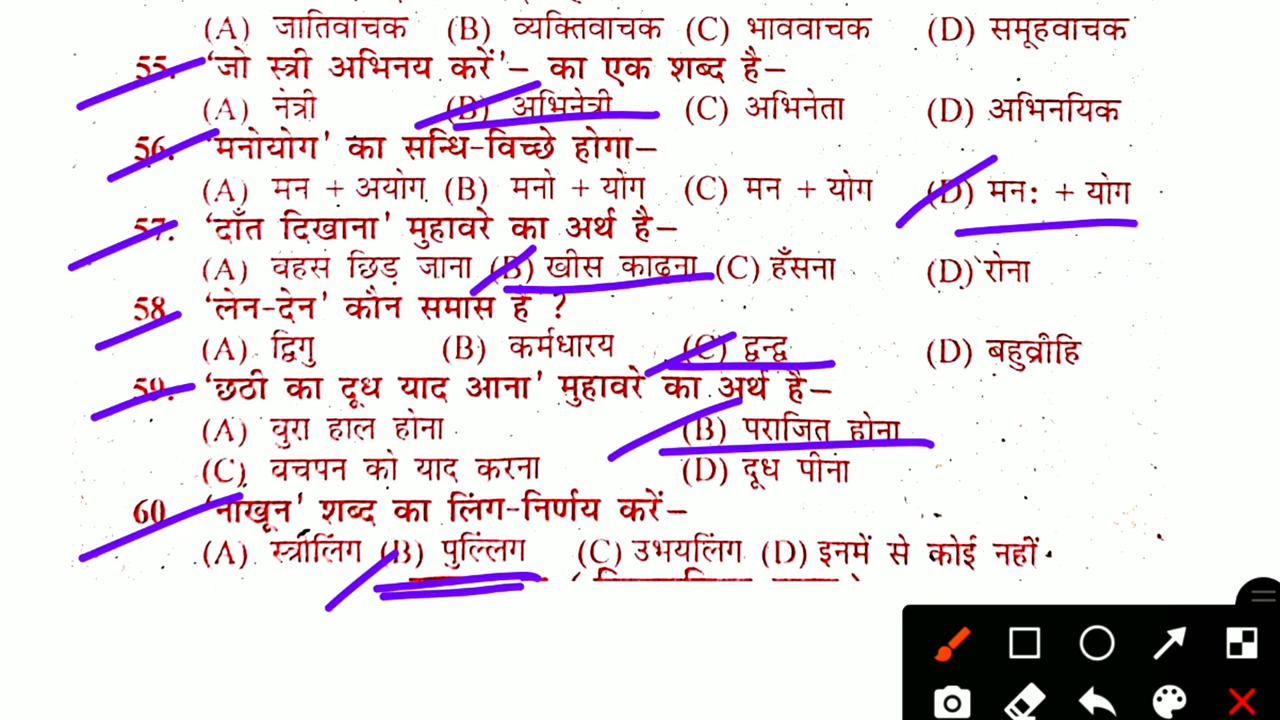 (A) जातिवाचक (B) व्यक्तिवाचक (C) भाववाचक (D) समूहवाचक
55. 'जो स्त्री अभिनय करें'– का एक शब्द है–
(A) नेत्री (B) अभिनेत्री (C) अभिनेता (D) अभिनयिक
56. 'मनोयोग' का सन्धि-विच्छे होगा–
(A) मन + अयोग (B) मनो + योग (C) मन + योग (D) मन: + योग
57. 'दाँत दिखाना' मुहावरे का अर्थ है–
(A) वहस छिड़ जाना (B) खीस काढ़ना (C) हँसना (D) रोना
58. 'लेन-देन' कौन समास है ?
(A) द्विगु (B) कर्मधारय (C) द्वन्द्व (D) बहुव्रीहि
59. 'छठी का दूध याद आना' मुहावरे का अर्थ है–
(A) वुरा हाल होना (B) पराजित होना
(C) वचपन को याद करना (D) दूध पीना
60. 'नाखून' शब्द का लिंग-निर्णय करें–
(A) स्त्रीलिंग (B) पुल्लिंग (C) उभयलिंग (D) इनमें से कोई नहीं